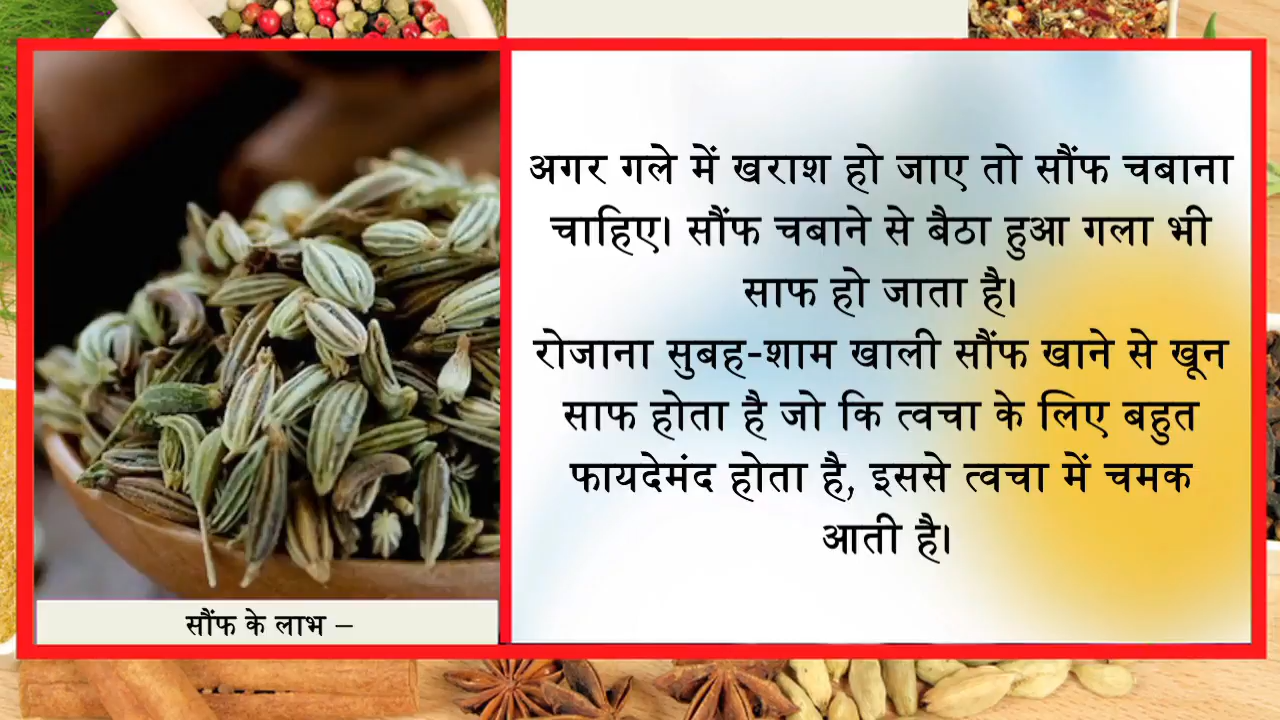 अगर गले में खराश हो जाए तो सौंफ चबाना
चाहिए। सौंफ चबाने से बैठा हुआ गला भी
साफ हो जाता है।
रोजाना सुबह-शाम खाली सौंफ खाने से खून
साफ होता है जो कि त्वचा के लिए बहुत
फायदेमंद होता है, इससे त्वचा में चमक
आती है।
सौंफ के लाभ –